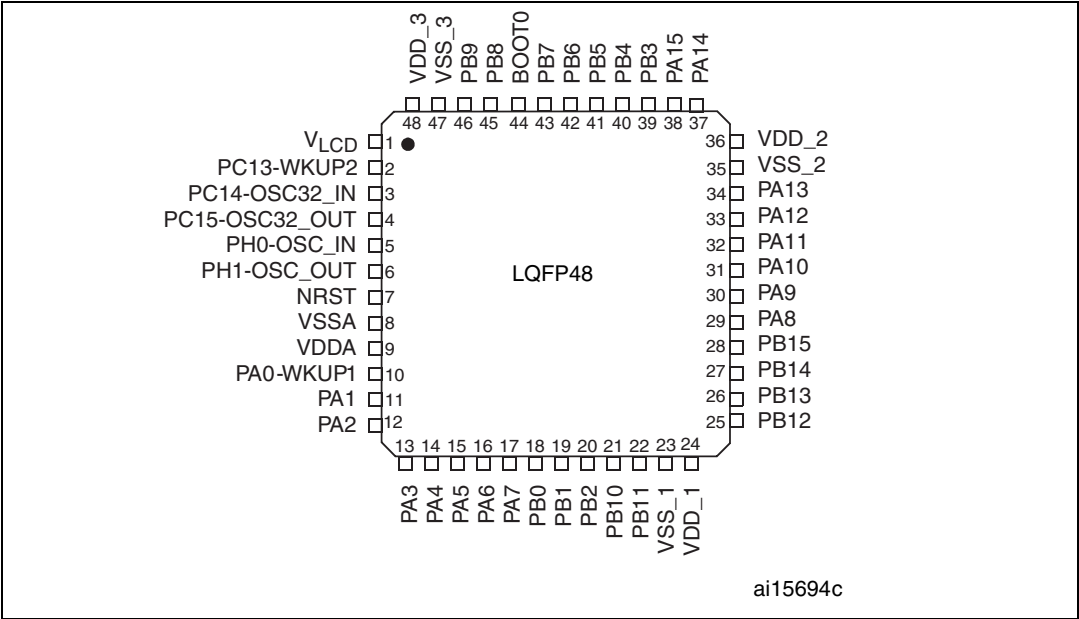 VDD_3
VSS_3
PB9
PB8
BOOT0
PB7
PB6
PB5
PB4
PB3
PA15
PA14
48 47 46 45 44 43 42 41 40 39 38 37
VLCD 1
PC13-WKUP2 2
PC14-OSC32_IN 3
PC15-OSC32_OUT 4
PH0-OSC_IN 5
PH1-OSC_OUT 6
NRST 7
VSSA 8
VDDA 9
PA0-WKUP1 10
PA1 11
PA2 12
LQFP48
36 VDD_2
35 VSS_2
34 PA13
33 PA12
32 PA11
31 PA10
30 PA9
29 PA8
28 PB15
27 PB14
26 PB13
25 PB12
13 14 15 16 17 18 19 20 21 22 23 24
PA3
PA4
PA5
PA6
PA7
PB0
PB1
PB2
PB10
PB11
VSS_1
VDD_1
ai15694c